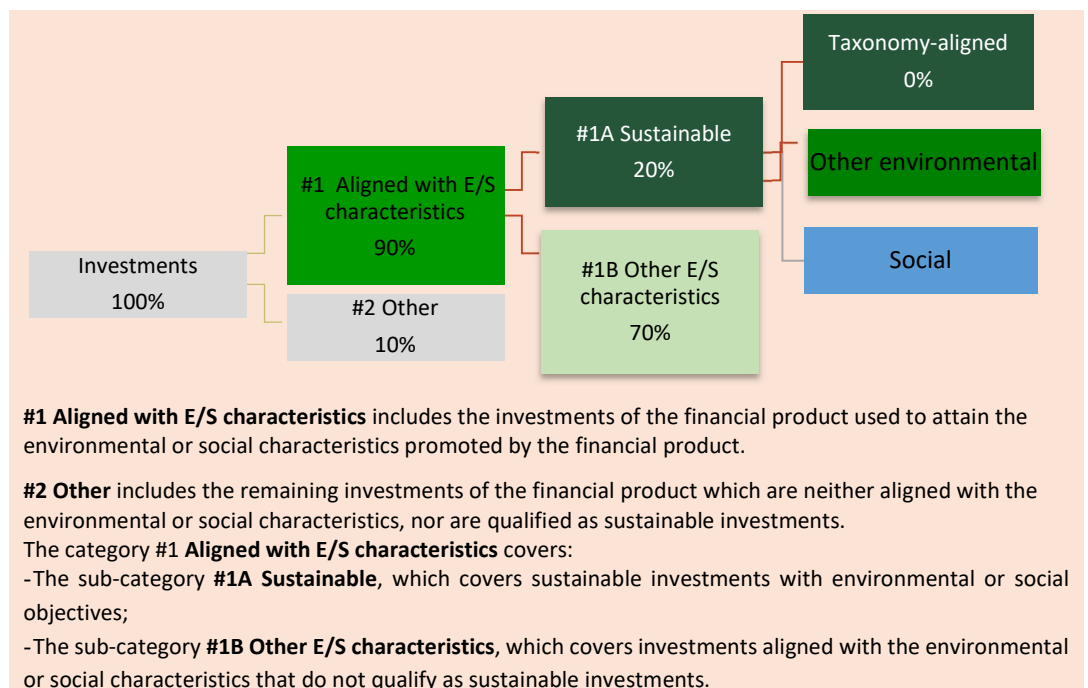 Taxonomy-aligned
0%
#1A Sustainable
20%
Other environmental
#1 Aligned with E/S
characteristics
90%
Investments
100%
#2 Other
10%
#1B Other E/S
characteristics
70%
Social
#1 Aligned with E/S characteristics includes the investments of the financial product used to attain the
environmental or social characteristics promoted by the financial product.
#2 Other includes the remaining investments of the financial product which are neither aligned with the
environmental or social characteristics, nor are qualified as sustainable investments.
The category #1 Aligned with E/S characteristics covers:
-The sub-category #1A Sustainable, which covers sustainable investments with environmental or social
objectives;
-The sub-category #1B Other E/S characteristics, which covers investments aligned with the environmental
or social characteristics that do not qualify as sustainable investments.